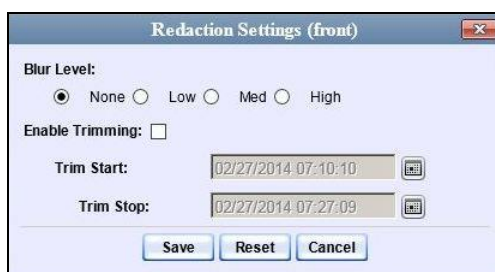 Redaction Settings (front)
Blur Level:
None Low Med High
Enable Trimming:
Trim Start: 02/27/2014 07:10:10
Trim Stop: 02/27/2014 07:27:09
Save Reset Cancel